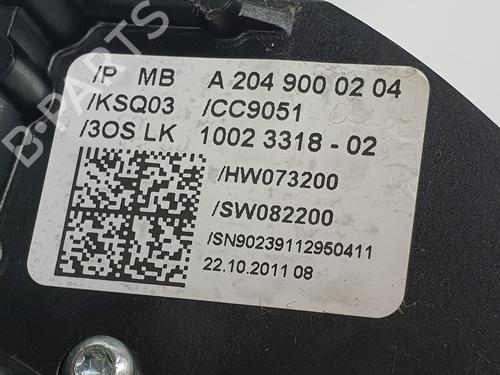 /P MB A 204 900 02 04
/KSQ03 /CC9051
/3OS LK 1002 3318 - 02
/HW073200
/SW082200
/SN90239112950411
22.10.2011 08